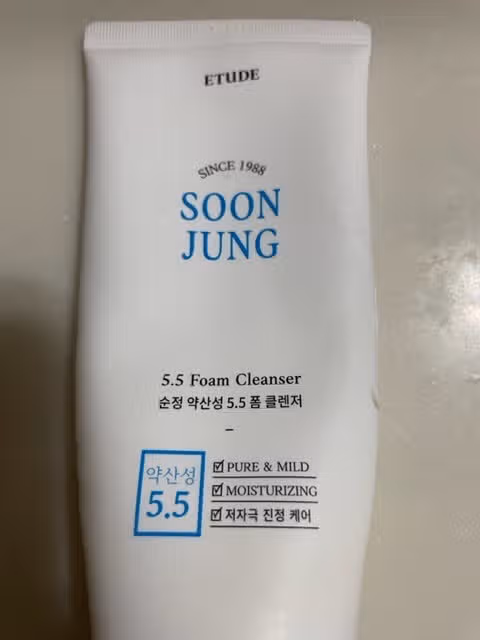 ETUDE
SINCE 1988
SOON
JUNG
5.5 Foam Cleanser
순정 약산성 5.5 폼 클렌저
약산성
5.5
PURE & MILD
MOISTURIZING
저자극 진정 케어